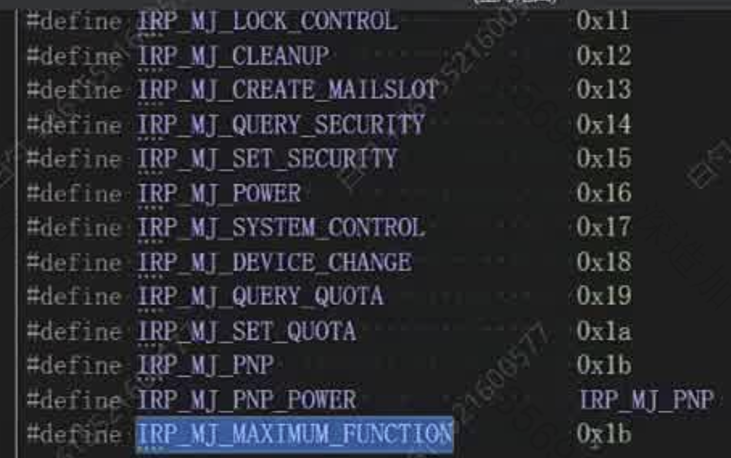 #define IRP_MJ_LOCK_CONTROL 0x11
#define IRP_MJ_CLEANUP 0x12
#define IRP_MJ_CREATE_MAILSLOT 0x13
#define IRP_MJ_QUERY_SECURITY 0x14
#define IRP_MJ_SET_SECURITY 0x15
#define IRP_MJ_POWER 0x16
#define IRP_MJ_SYSTEM_CONTROL 0x17
#define IRP_MJ_DEVICE_CHANGE 0x18
#define IRP_MJ_QUERY_QUOTA 0x19
#define IRP_MJ_SET_QUOTA 0x1a
#define IRP_MJ_PNP 0x1b
#define IRP_MJ_PNP_POWER IRP_MJ_PNP
#define IRP_MJ_MAXIMUM_FUNCTION 0x1b